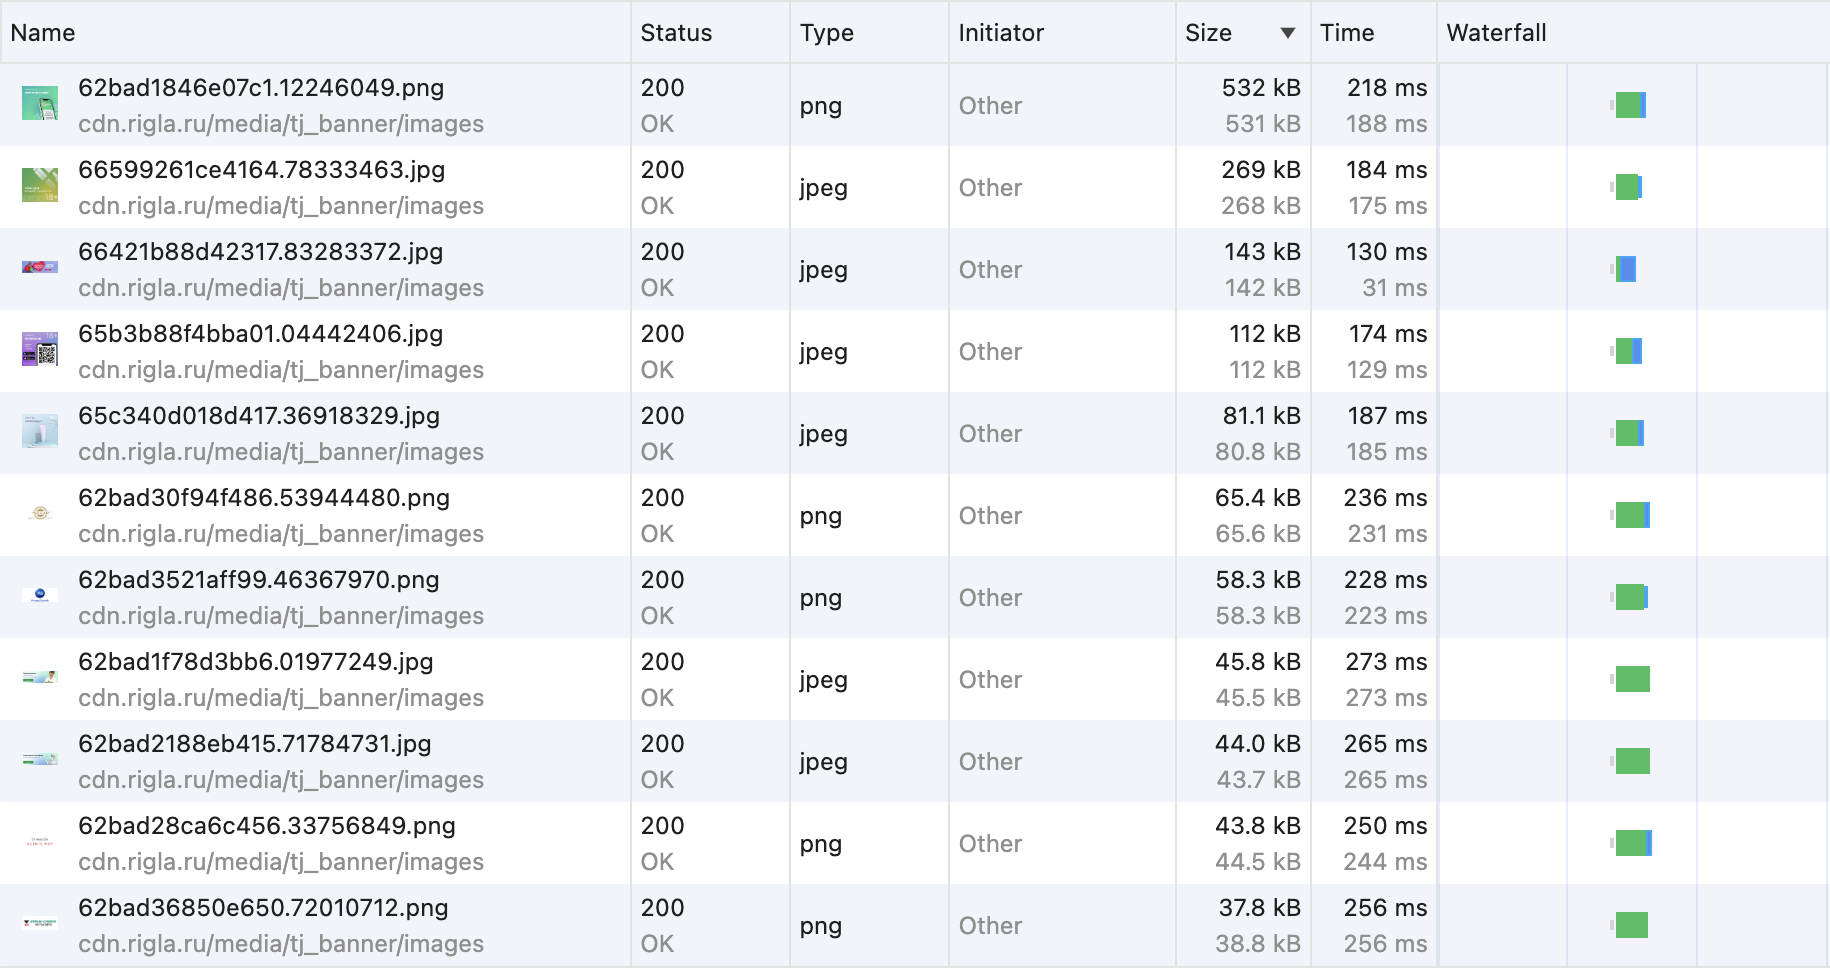 Name Status Type Initiator Size ▼ Time Waterfall
62bad1846e07c1.12246049.png 200 png Other 532 kB 218 ms
cdn.rigla.ru/media/tj_banner/images OK 531 kB 188 ms
66599261ce4164.78333463.jpg 200 jpeg Other 269 kB 184 ms
cdn.rigla.ru/media/tj_banner/images OK 268 kB 175 ms
66421b88d42317.83283372.jpg 200 jpeg Other 143 kB 130 ms
cdn.rigla.ru/media/tj_banner/images OK 142 kB 31 ms
65b3b88f4bba01.04442406.jpg 200 jpeg Other 112 kB 174 ms
cdn.rigla.ru/media/tj_banner/images OK 112 kB 129 ms
65c340d018d417.36918329.jpg 200 jpeg Other 81.1 kB 187 ms
cdn.rigla.ru/media/tj_banner/images OK 80.8 kB 185 ms
62bad30f94f486.53944480.png 200 png Other 65.4 kB 236 ms
cdn.rigla.ru/media/tj_banner/images OK 65.6 kB 231 ms
62bad3521aff99.46367970.png 200 png Other 58.3 kB 228 ms
cdn.rigla.ru/media/tj_banner/images OK 58.3 kB 223 ms
62bad1f78d3bb6.01977249.jpg 200 jpeg Other 45.8 kB 273 ms
cdn.rigla.ru/media/tj_banner/images OK 45.5 kB 273 ms
62bad2188eb415.71784731.jpg 200 jpeg Other 44.0 kB 265 ms
cdn.rigla.ru/media/tj_banner/images OK 43.7 kB 265 ms
62bad28ca6c456.33756849.png 200 png Other 43.8 kB 250 ms
cdn.rigla.ru/media/tj_banner/images OK 44.5 kB 244 ms
62bad36850e650.72010712.png 200 png Other 37.8 kB 256 ms
cdn.rigla.ru/media/tj_banner/images OK 38.8 kB 256 ms